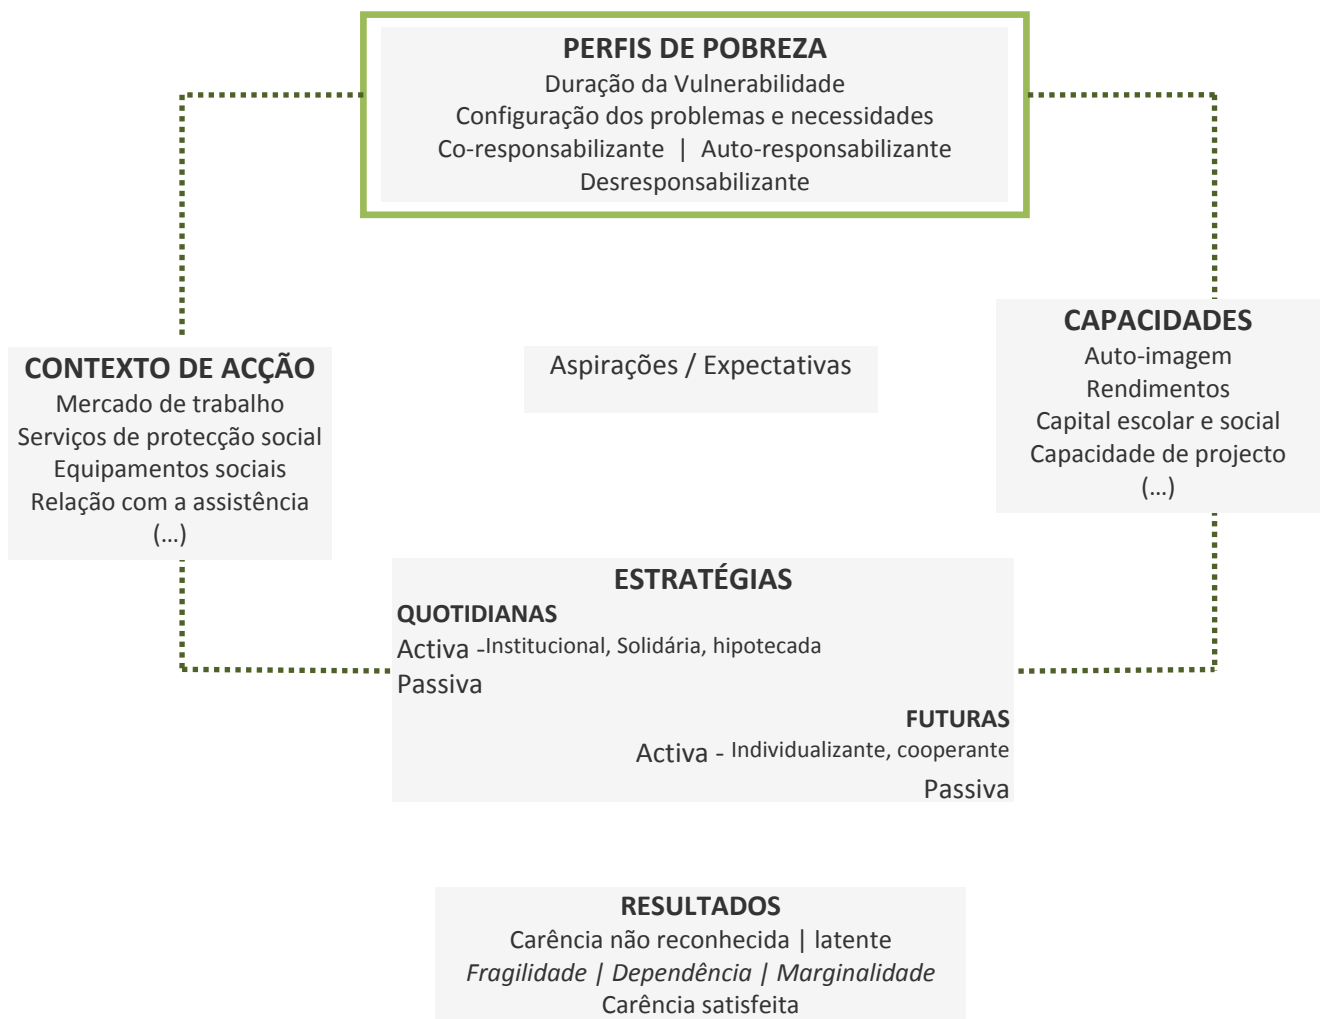 PERFIS DE POBREZA
Duração da Vulnerabilidade
Configuração dos problemas e necessidades
Co-responsabilizante | Auto-responsabilizante
Desresponsabilizante
CONTEXTO DE ACÇÃO
Mercado de trabalho
Serviços de protecção social
Equipamentos sociais
Relação com a assistência
(...)
Aspirações / Expectativas
CAPACIDADES
Auto-imagem
Rendimentos
Capital escolar e social
Capacidade de projecto
(...)
ESTRATÉGIAS
QUOTIDIANAS
Activa -Institucional, Solidária, hipotecada
Passiva
FUTURAS
Activa - Individualizante, cooperante
Passiva
RESULTADOS
Carência não reconhecida | latente
Fragilidade | Dependência | Marginalidade
Carência satisfeita